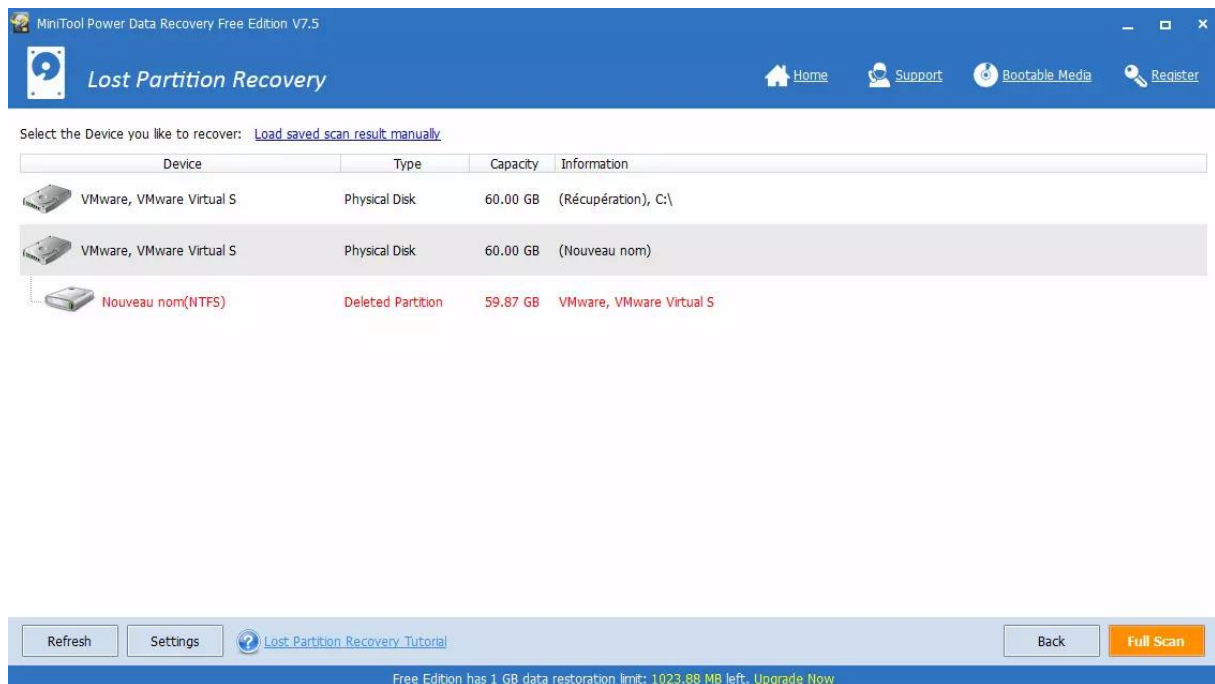 MiniTool Power Data Recovery Free Edition V7.5
Lost Partition Recovery
Home Support Bootable Media Register
Select the Device you like to recover: Load saved scan result manually
Device Type Capacity Information
VMware, VMware Virtual S Physical Disk 60.00 GB (Récupération), C:\
VMware, VMware Virtual S Physical Disk 60.00 GB (Nouveau nom)
Nouveau nom(NTFS) Deleted Partition 59.87 GB VMware, VMware Virtual S
Refresh Settings Lost Partition Recovery Tutorial Back Full Scan
Free Edition has 1 GB data restoration limit: 1023.88 MB left. Upgrade Now